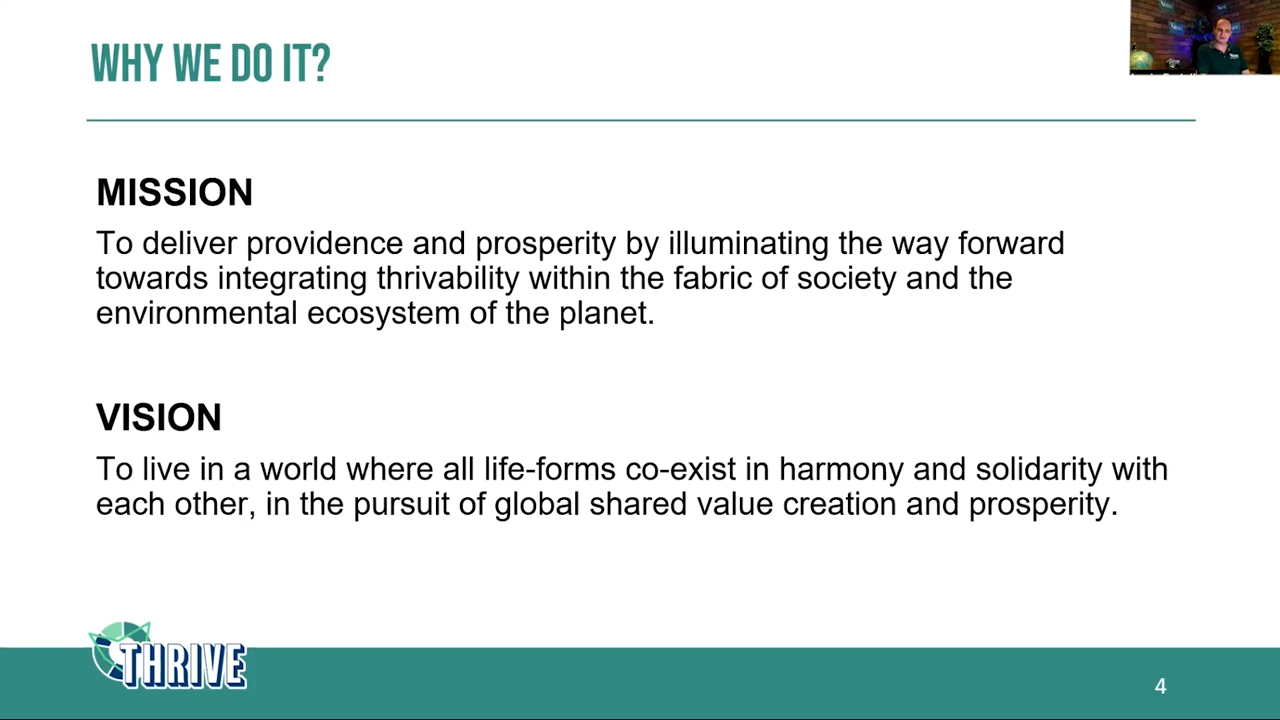 WHY WE DO IT?
MISSION
To deliver providence and prosperity by illuminating the way forward
towards integrating thrivability within the fabric of society and the
environmental ecosystem of the planet.
VISION
To live in a world where all life-forms co-exist in harmony and solidarity with
each other, in the pursuit of global shared value creation and prosperity.
THRIVE
4